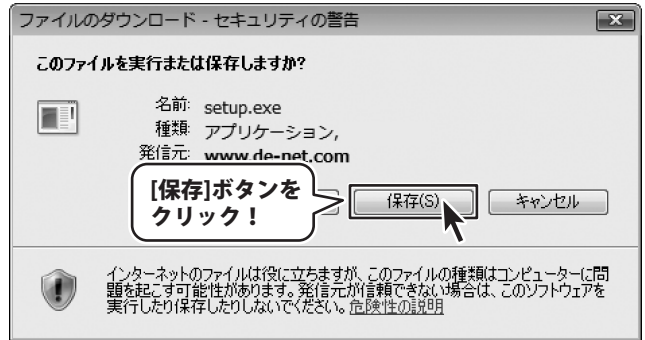 ファイルのダウンロード - セキュリティの警告
このファイルを実行または保存しますか?
名前: setup.exe
種類: アプリケーション,
発信元: www.de-net.com
[保存]ボタンを
クリック!
保存(S)
キャンセル
インターネットのファイルは役に立ちますが、このファイルの種類はコンピューターに問
題を起こす可能性があります。発信元が信頼できない場合は、このソフトウェアを
実行したり保存したりしないでください。危険性の説明